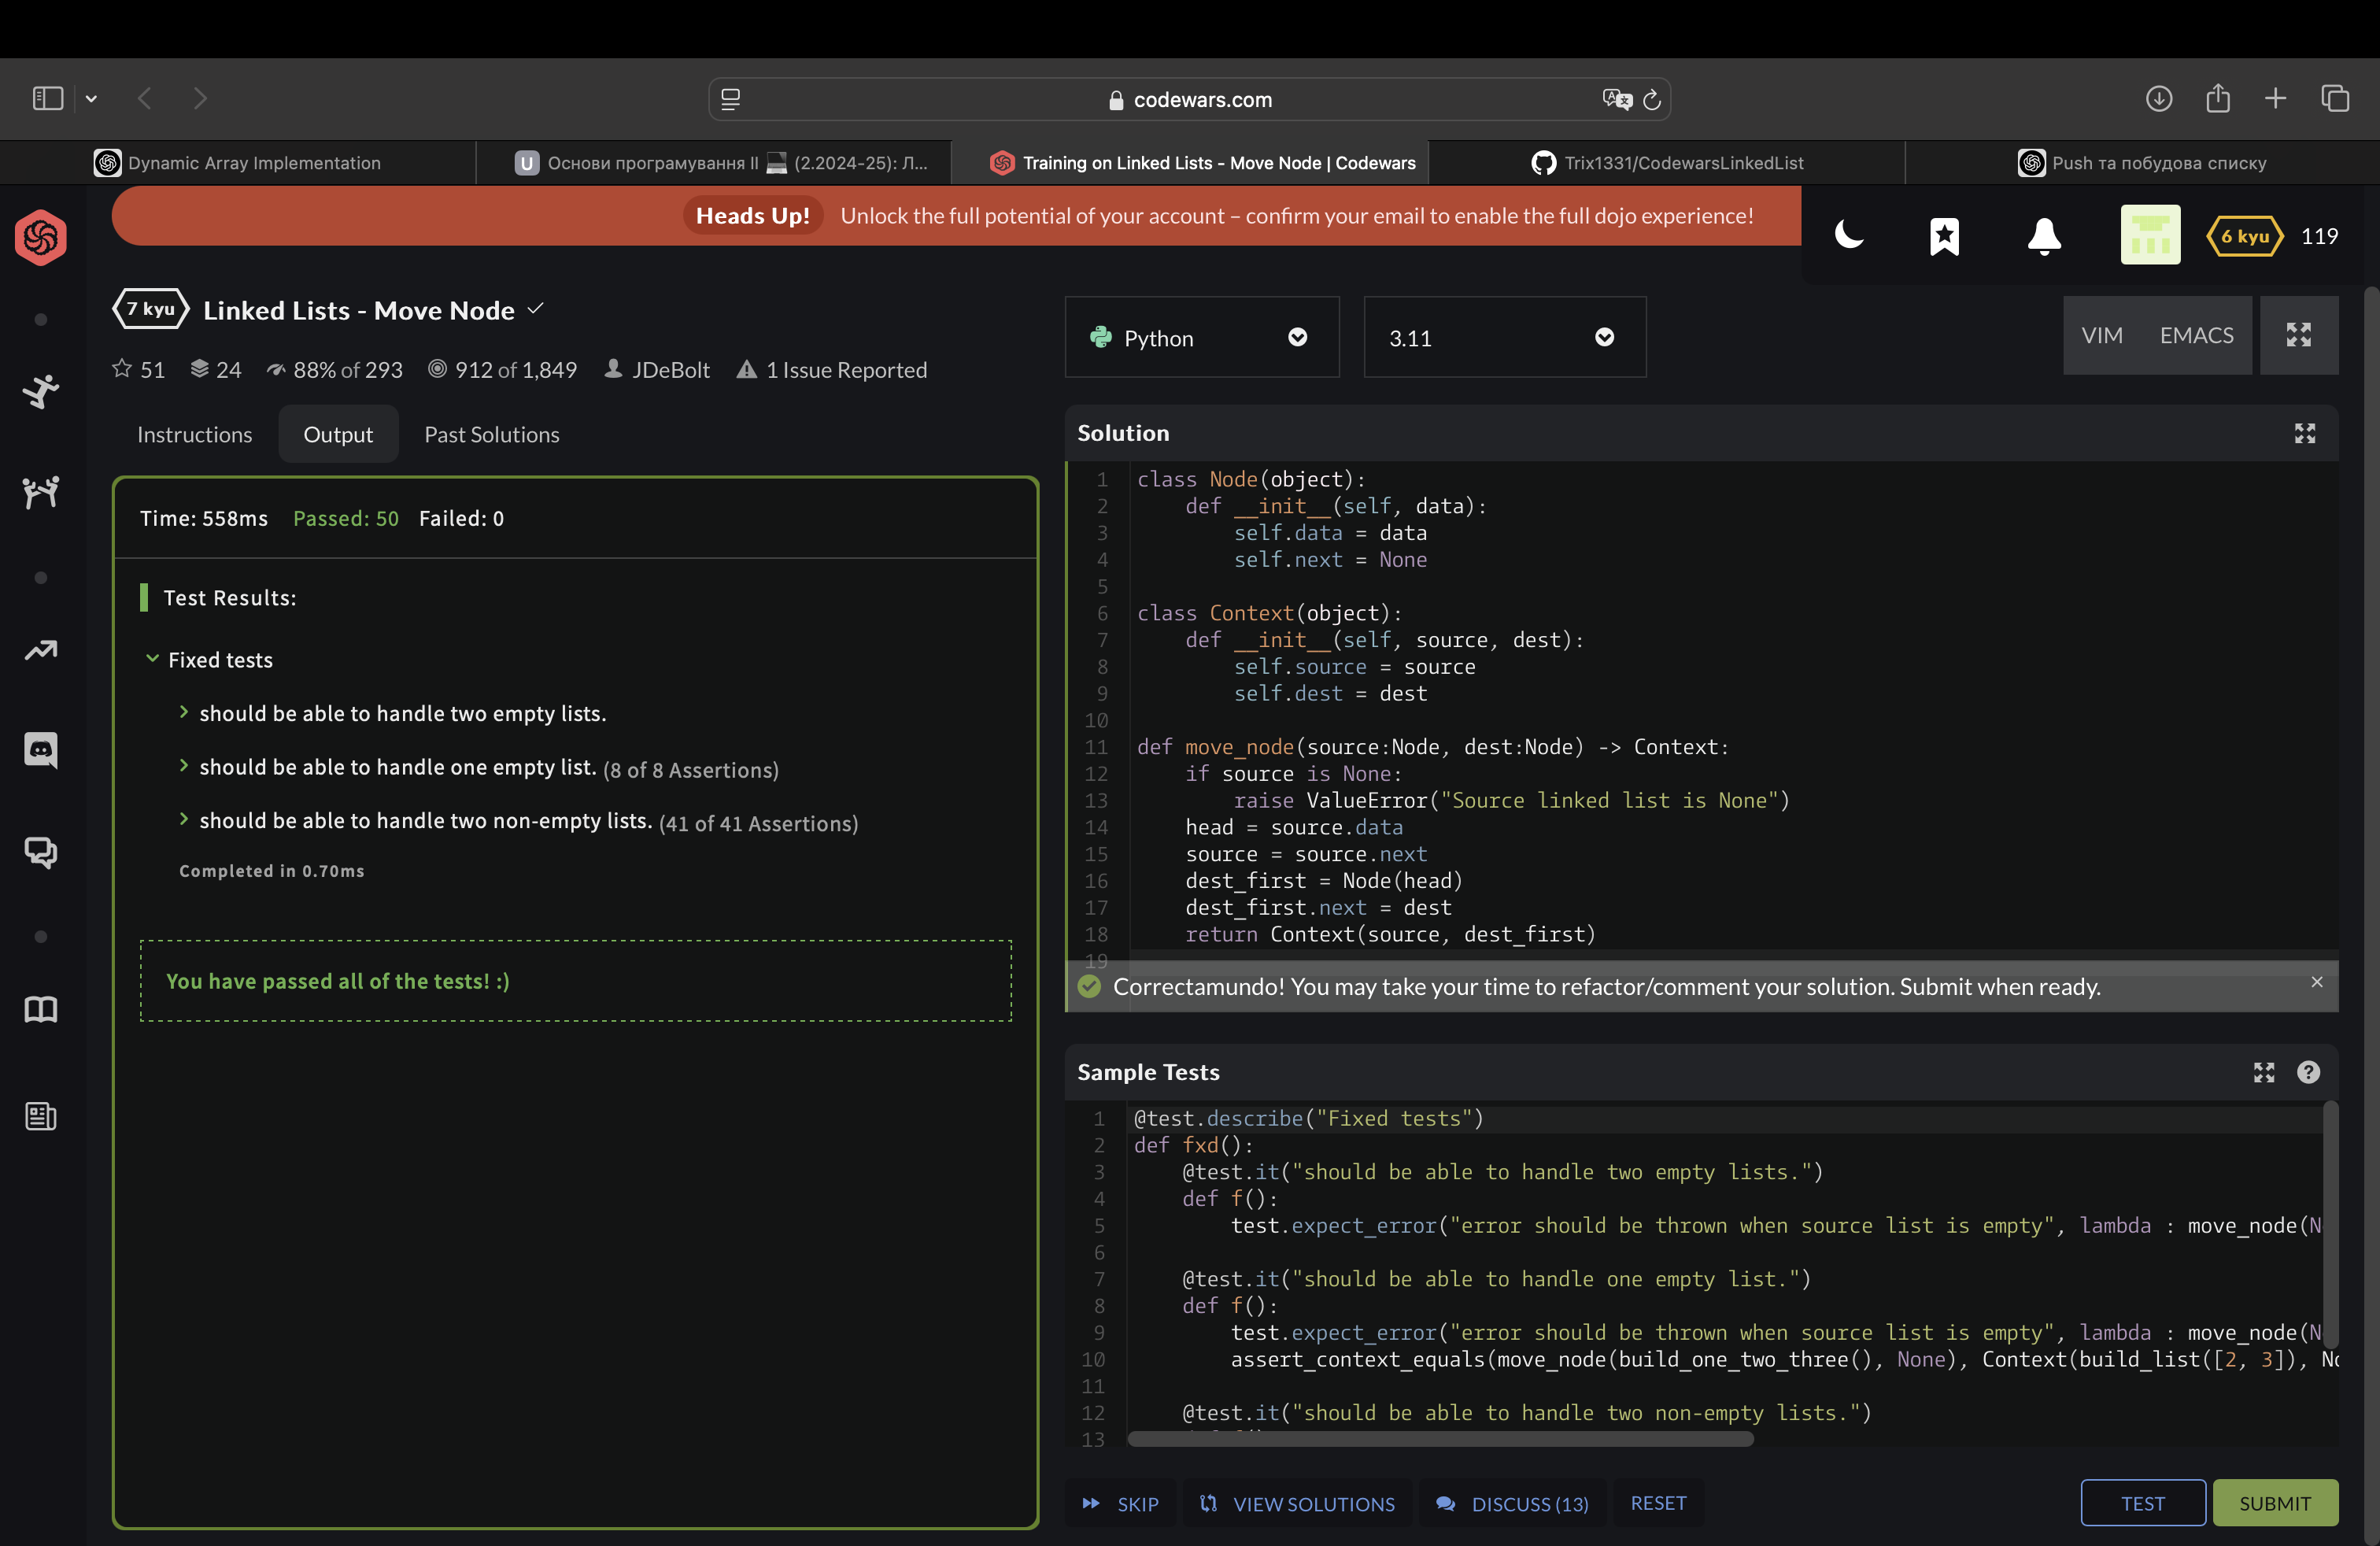 codewars.com
Dynamic Array Implementation
U Основи програмування II 💻 (2.2024-25): Л...
Training on Linked Lists - Move Node | Codewars
Trix1331/CodewarsLinkedList
Push та побудова списку
Heads Up! Unlock the full potential of your account – confirm your email to enable the full dojo experience!
6 kyu 119
7 kyu Linked Lists - Move Node
51 24 88% of 293 912 of 1,849 JDeBolt 1 Issue Reported
Python
3.11
VIM EMACS
Instructions Output Past Solutions
Time: 558ms Passed: 50 Failed: 0
Test Results:
Fixed tests
should be able to handle two empty lists.
should be able to handle one empty list. (8 of 8 Assertions)
should be able to handle two non-empty lists. (41 of 41 Assertions)
Completed in 0.70ms
You have passed all of the tests! :)
Solution
1 class Node(object):
2     def __init__(self, data):
3         self.data = data
4         self.next = None
5
6 class Context(object):
7     def __init__(self, source, dest):
8         self.source = source
9         self.dest = dest
10
11 def move_node(source:Node, dest:Node) -> Context:
12     if source is None:
13         raise ValueError("Source linked list is None")
14     head = source.data
15     source = source.next
16     dest_first = Node(head)
17     dest_first.next = dest
18     return Context(source, dest_first)
19
Correctamundo! You may take your time to refactor/comment your solution. Submit when ready.
Sample Tests
1 @test.describe("Fixed tests")
2 def fxd():
3     @test.it("should be able to handle two empty lists.")
4     def f():
5         test.expect_error("error should be thrown when source list is empty", lambda : move_node(N
6
7     @test.it("should be able to handle one empty list.")
8     def f():
9         test.expect_error("error should be thrown when source list is empty", lambda : move_node(N
10         assert_context_equals(move_node(build_one_two_three(), None), Context(build_list([2, 3]), No
11
12     @test.it("should be able to handle two non-empty lists.")
13
SKIP VIEW SOLUTIONS DISCUSS (13) RESET
TEST SUBMIT